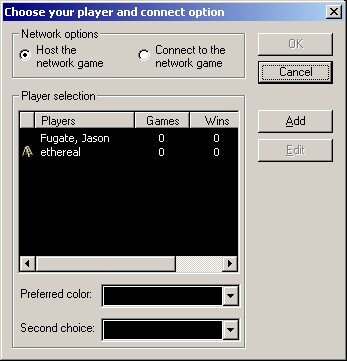 Choose your player and connect option
Network options
Host the network game
Connect to the network game
OK
Cancel
Player selection
Players Games Wins
Fugate, Jason 0 0
ethereal 0 0
Add
Edit
Preferred color:
Second choice: